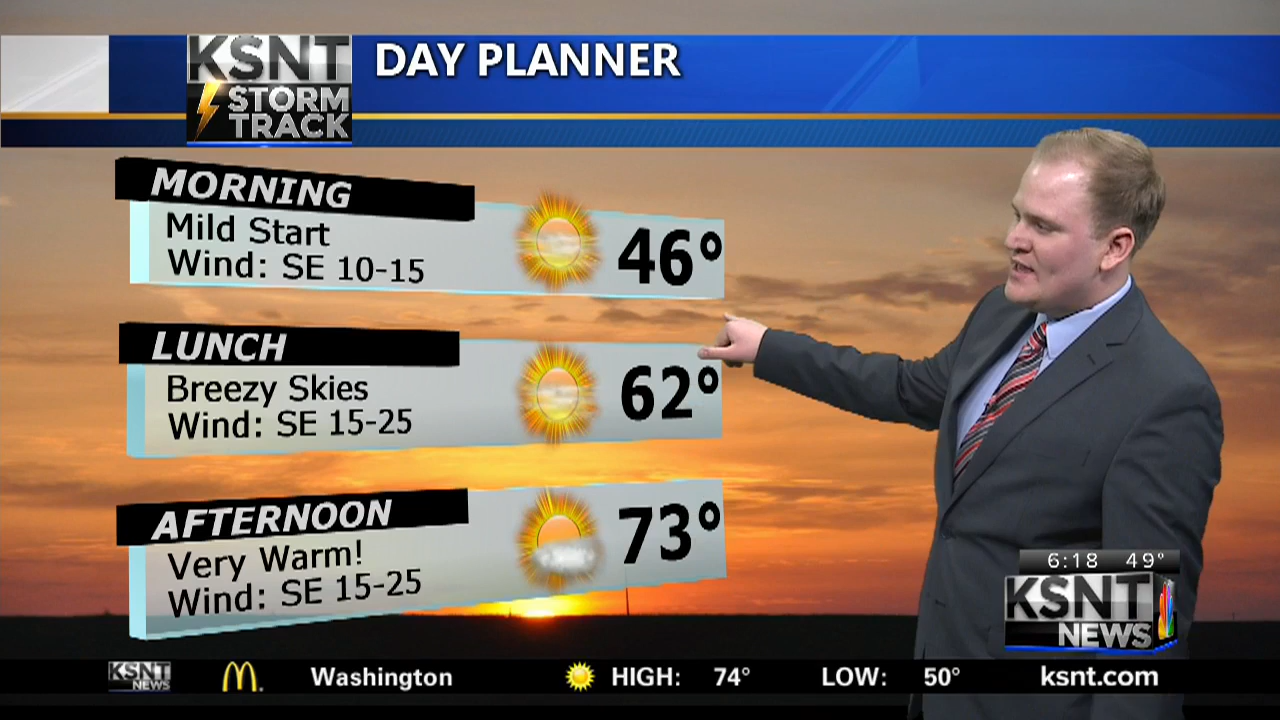 KSNT
STORM
TRACK
DAY PLANNER
MORNING
Mild Start
Wind: SE 10-15
46°
LUNCH
Breezy Skies
Wind: SE 15-25
62°
AFTERNOON
Very Warm!
Wind: SE 15-25
73°
6:18 49°
KSNT
NEWS
KSNT
NEWS
Washington HIGH: 74° LOW: 50° ksnt.com